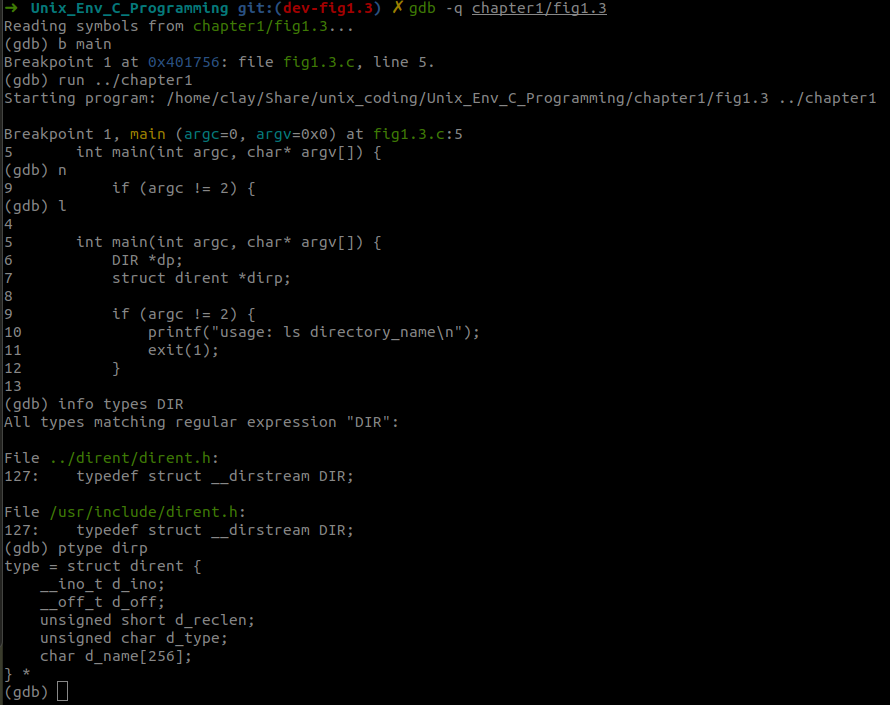 ➜ Unix_Env_C_Programming git:(dev-fig1.3) ✗ gdb -q chapter1/fig1.3
Reading symbols from chapter1/fig1.3...
(gdb) b main
Breakpoint 1 at 0x401756: file fig1.3.c, line 5.
(gdb) run ../chapter1
Starting program: /home/clay/Share/unix_coding/Unix_Env_C_Programming/chapter1/fig1.3 ../chapter1

Breakpoint 1, main (argc=0, argv=0x0) at fig1.3.c:5
5       int main(int argc, char* argv[]) {
(gdb) n
9           if (argc != 2) {
(gdb) l
4
5       int main(int argc, char* argv[]) {
6           DIR *dp;
7           struct dirent *dirp;
8
9           if (argc != 2) {
10              printf("usage: ls directory_name\n");
11              exit(1);
12          }
13
(gdb) info types DIR
All types matching regular expression "DIR":

File ../dirent/dirent.h:
127:    typedef struct __dirstream DIR;

File /usr/include/dirent.h:
127:    typedef struct __dirstream DIR;
(gdb) ptype dirp
type = struct dirent {
    __ino_t d_ino;
    __off_t d_off;
    unsigned short d_reclen;
    unsigned char d_type;
    char d_name[256];
} *
(gdb)